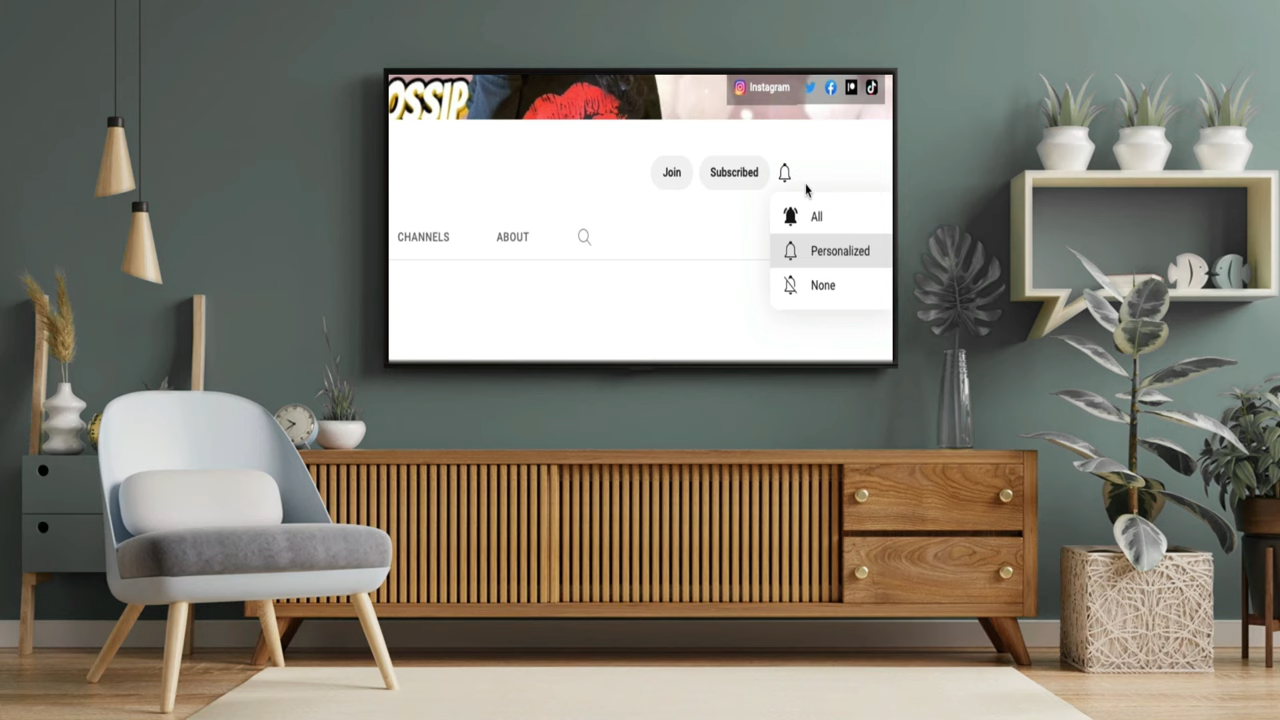 OSSIP
Instagram
Join
Subscribed
All
CHANNELS
ABOUT
Personalized
None